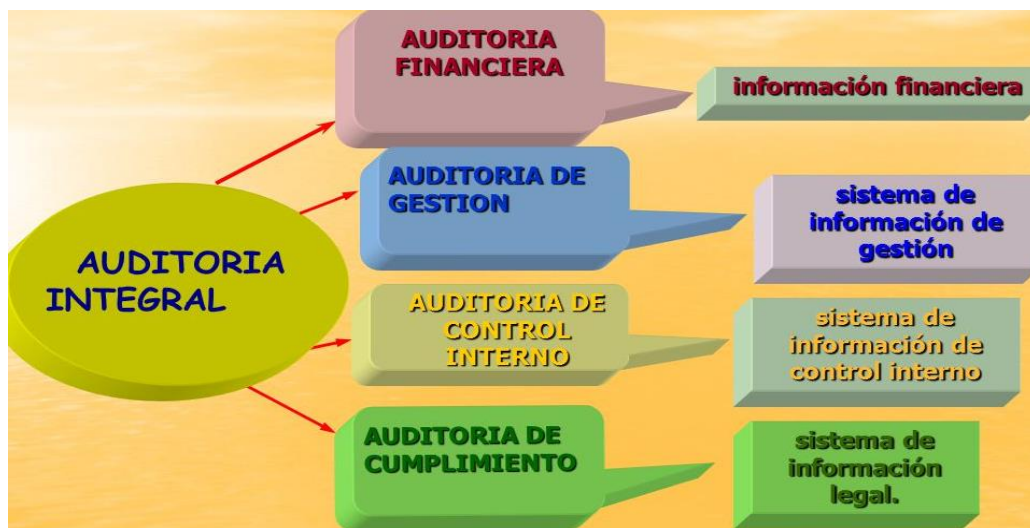 AUDITORIA
INTEGRAL
AUDITORIA
FINANCIERA
información financiera
AUDITORIA DE
GESTION
sistema de
información de
gestión
AUDITORIA DE
CONTROL
INTERNO
sistema de
información de
control interno
AUDITORIA DE
CUMPLIMIENTO
sistema de
información
legal.